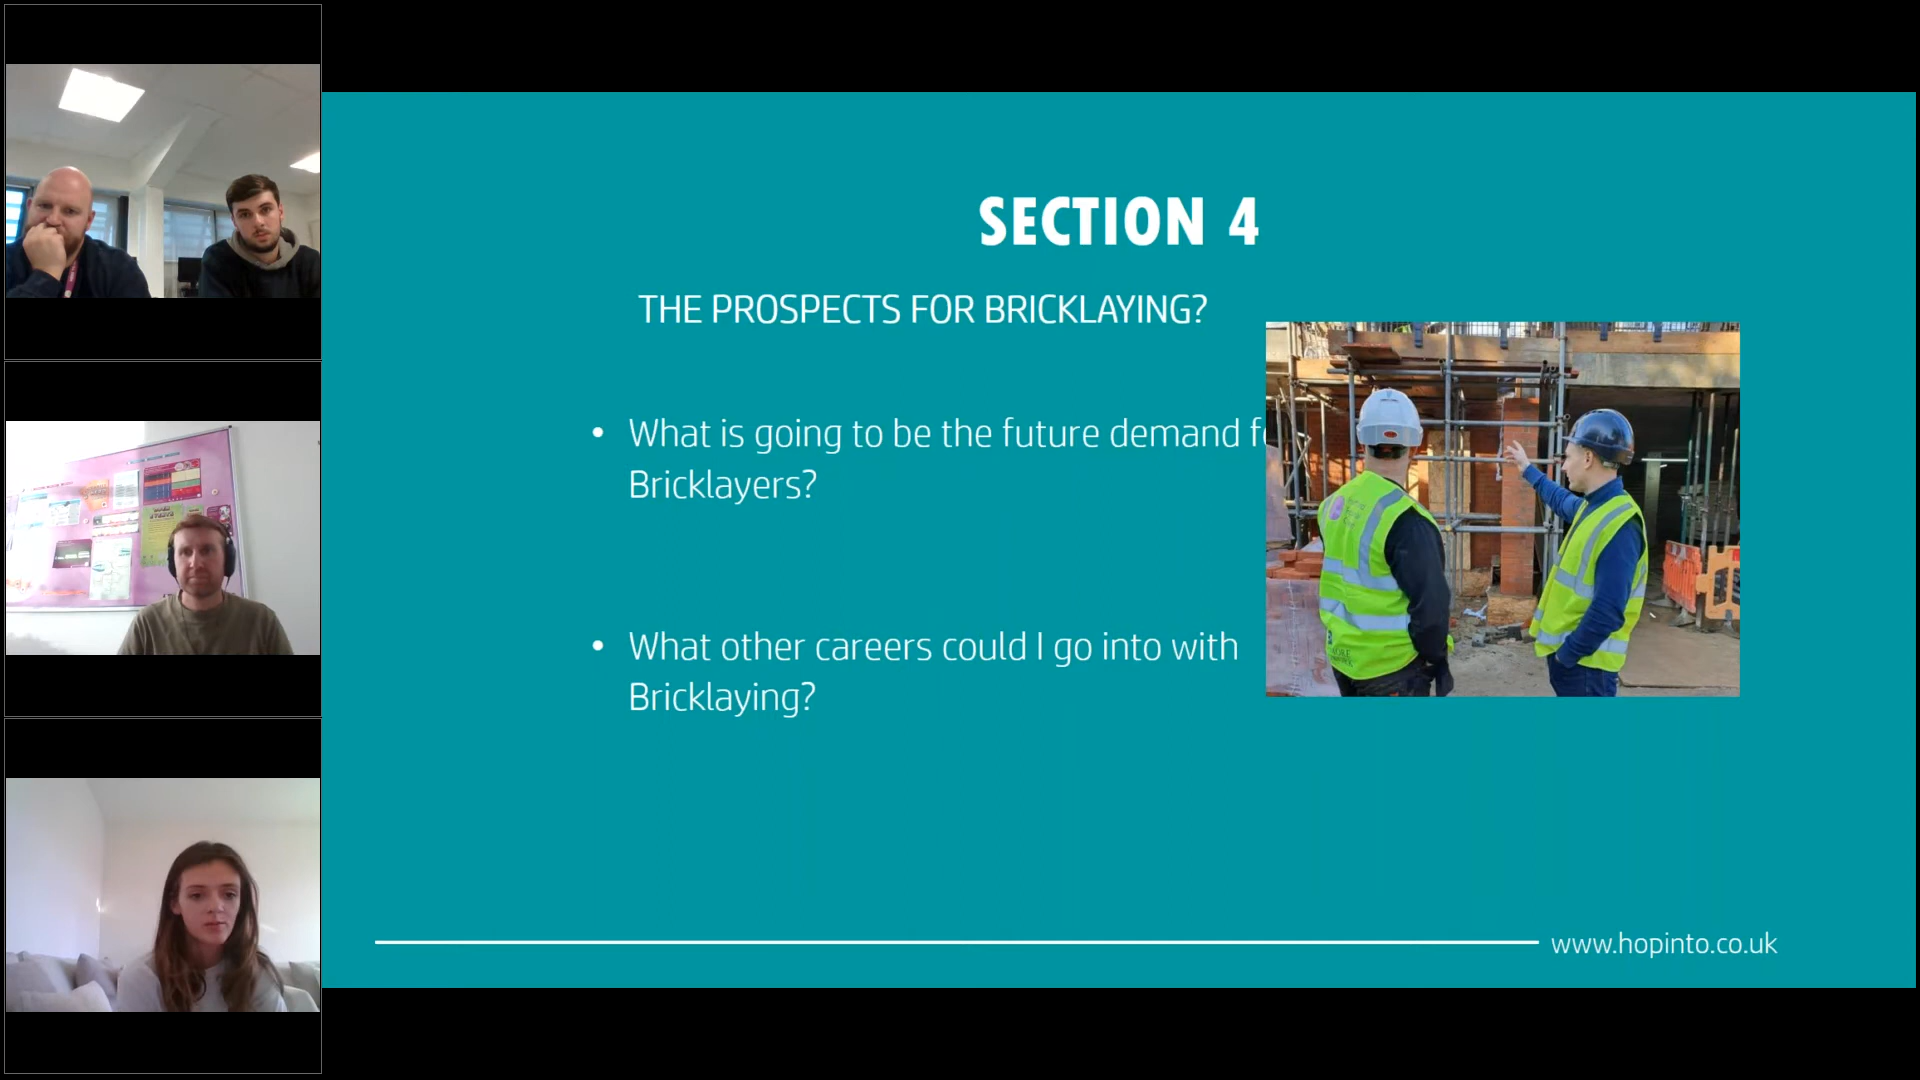 SECTION 4
THE PROSPECTS FOR BRICKLAYING?
• What is going to be the future demand f
Bricklayers?
• What other careers could I go into with
Bricklaying?
www.hopinto.co.uk